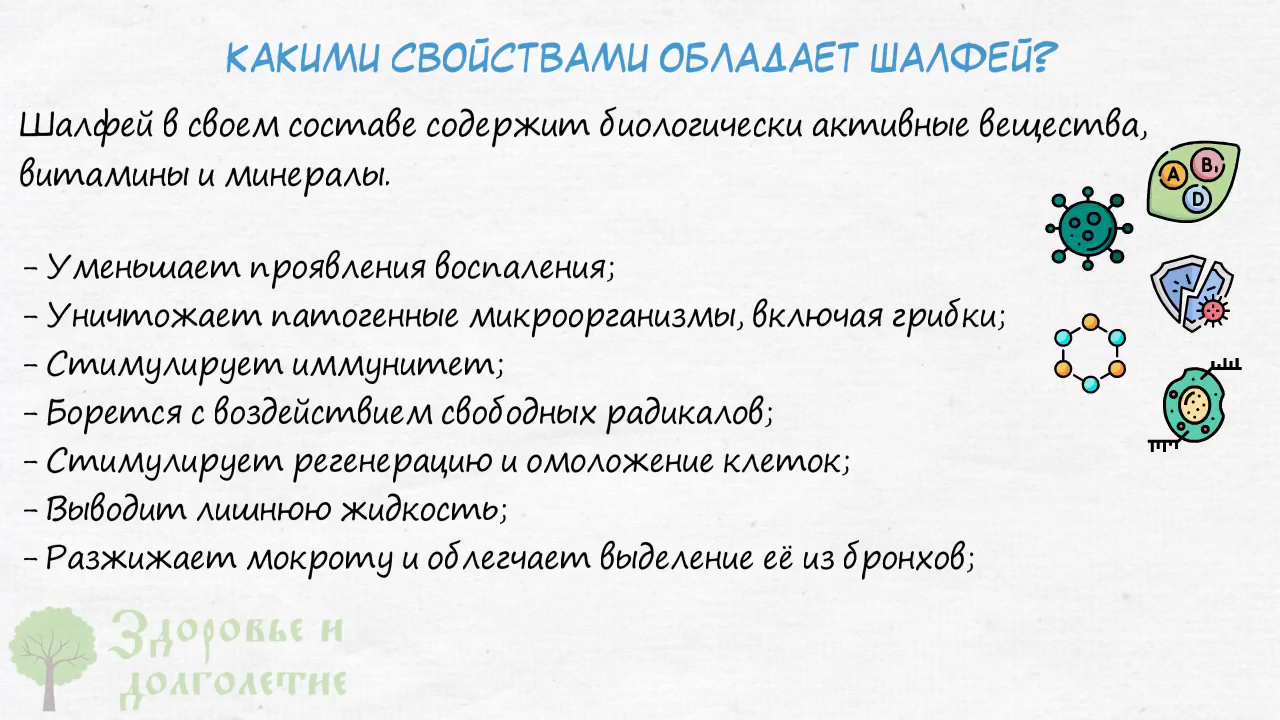 КАКИМИ СВОЙСТВАМИ ОБЛАДАЕТ ШАЛФЕЙ?
Шалфей в своем составе содержит биологически активные вещества,
витамины и минералы.
- Уменьшает проявления воспаления;
- Уничтожает патогенные микроорганизмы, включая грибки;
- Стимулирует иммунитет;
- Борется с воздействием свободных радикалов;
- Стимулирует регенерацию и омоложение клеток;
- Выводит лишнюю жидкость;
- Разжижает мокроту и облегчает выделение её из бронхов;
A B₁
D
Здоровье и
долголетие